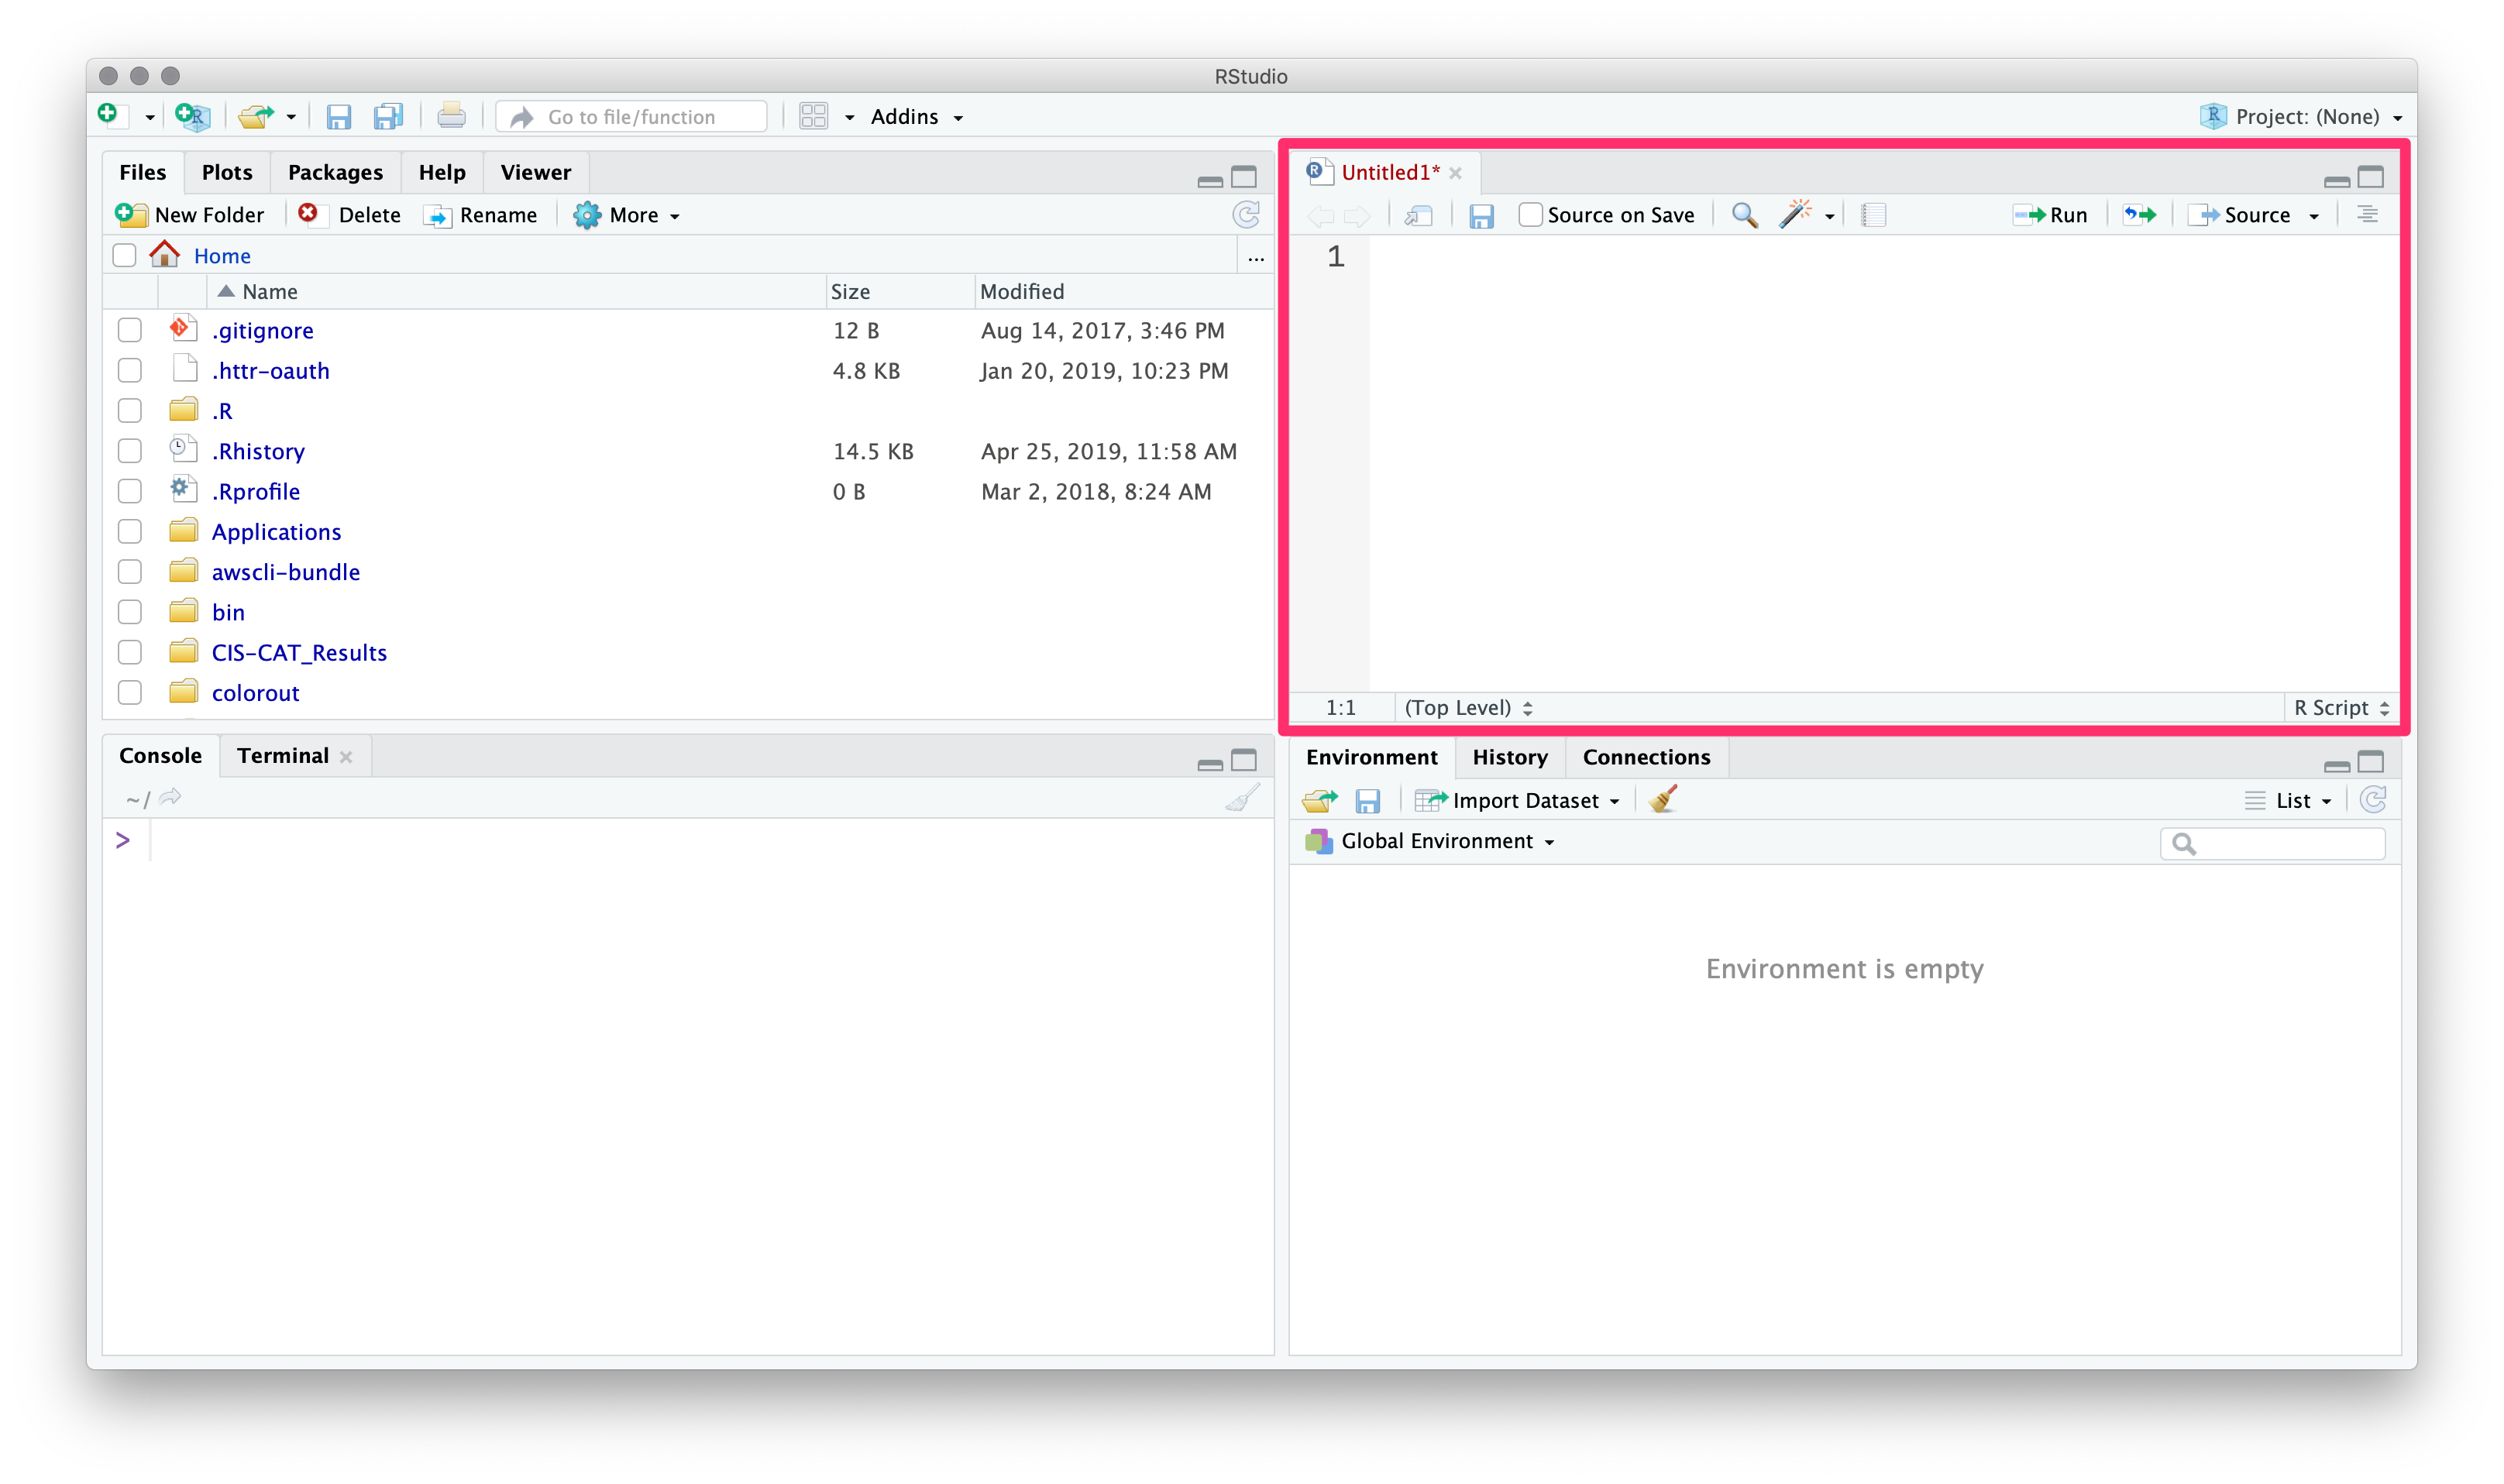 RStudio
Go to file/function Addins Project: (None)
Files Plots Packages Help Viewer
New Folder Delete Rename More
Home ...
Name Size Modified
.gitignore 12 B Aug 14, 2017, 3:46 PM
.httr-oauth 4.8 KB Jan 20, 2019, 10:23 PM
.R
.Rhistory 14.5 KB Apr 25, 2019, 11:58 AM
.Rprofile 0 B Mar 2, 2018, 8:24 AM
Applications
awscli-bundle
bin
CIS-CAT_Results
colorout
Untitled1*
Source on Save Run Source
1
1:1 (Top Level) R Script
Console Terminal
~/
>
Environment History Connections
Import Dataset List
Global Environment
Environment is empty